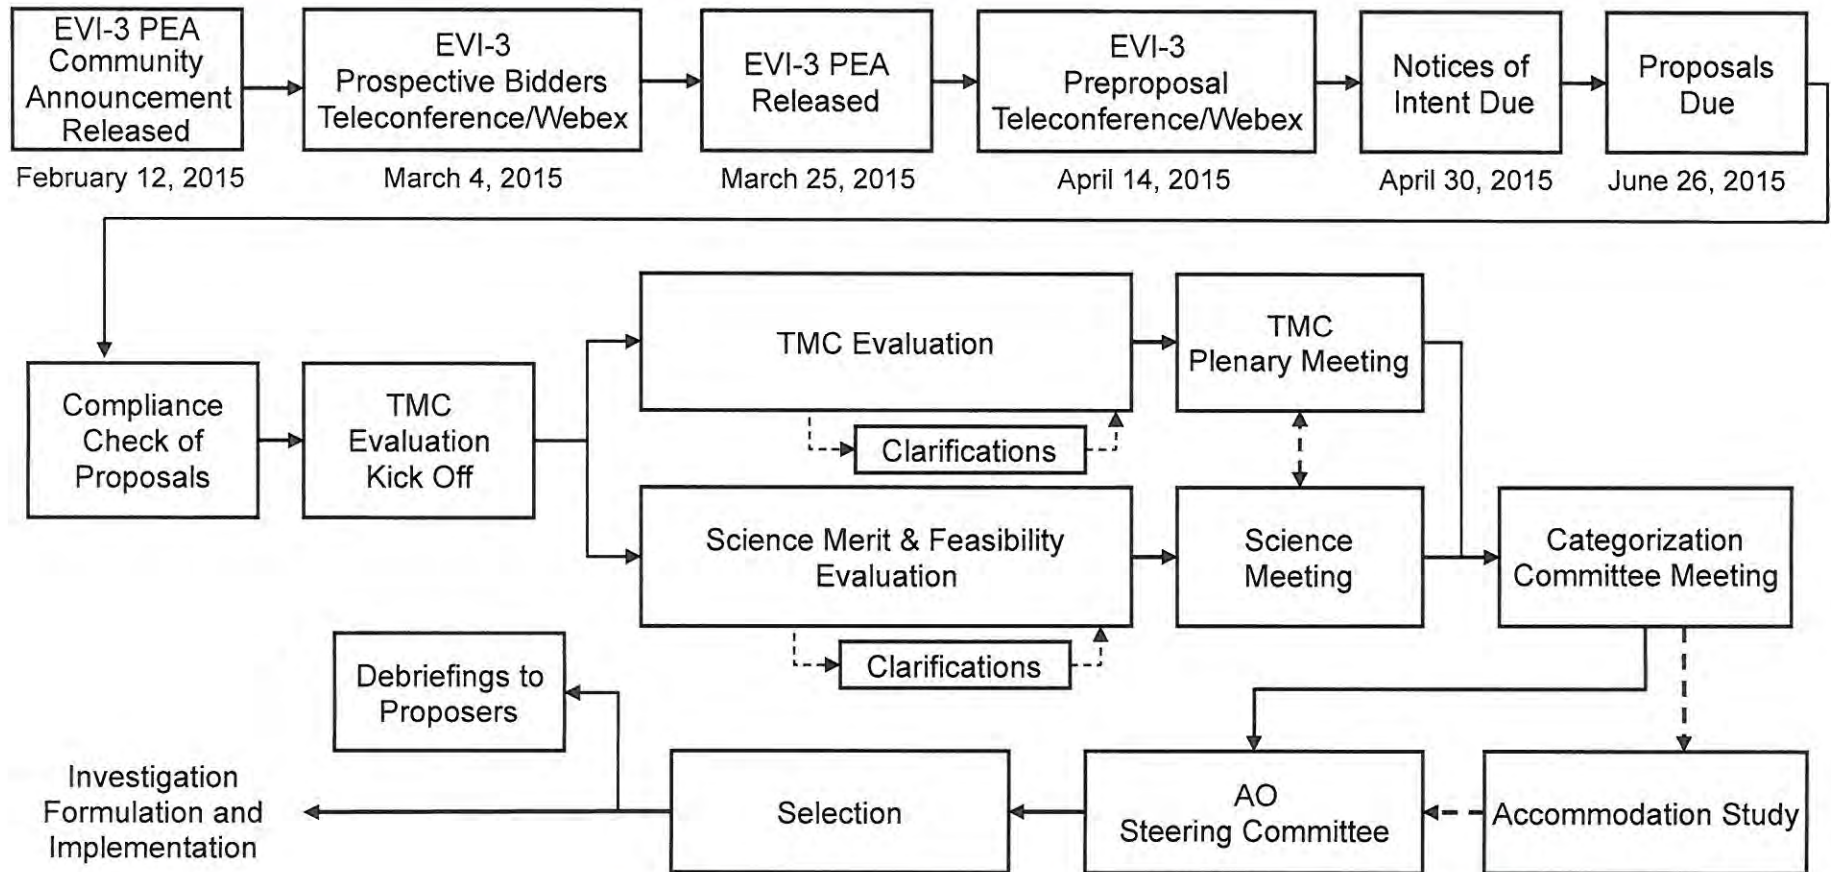 EVI-3 PEA
Community
Announcement
Released
EVI-3
Prospective Bidders
Teleconference/Webex
EVI-3 PEA
Released
EVI-3
Preproposal
Teleconference/Webex
Notices of
Intent Due
Proposals
Due
February 12, 2015
March 4, 2015
March 25, 2015
April 14, 2015
April 30, 2015
June 26, 2015
Compliance
Check of
Proposals
TMC
Evaluation
Kick Off
TMC Evaluation
Clarifications
TMC
Plenary Meeting
Science Merit & Feasibility
Evaluation
Clarifications
Science
Meeting
Categorization
Committee Meeting
Debriefings to
Proposers
Investigation
Formulation and
Implementation
Selection
AO
Steering Committee
Accommodation Study